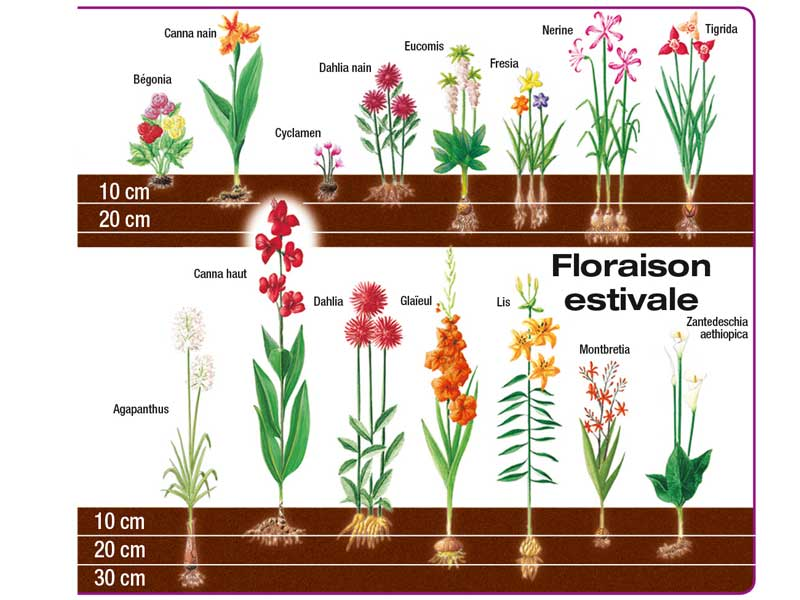 Canna nain
Bégonia
Cyclamen
Dahlia nain
Eucomis
Fresia
Nerine
Tigrida
10 cm
20 cm
Floraison
estivale
Canna haut
Agapanthus
Dahlia
Glaïeul
Lis
Montbretia
Zantedeschia
aethiopica
10 cm
20 cm
30 cm